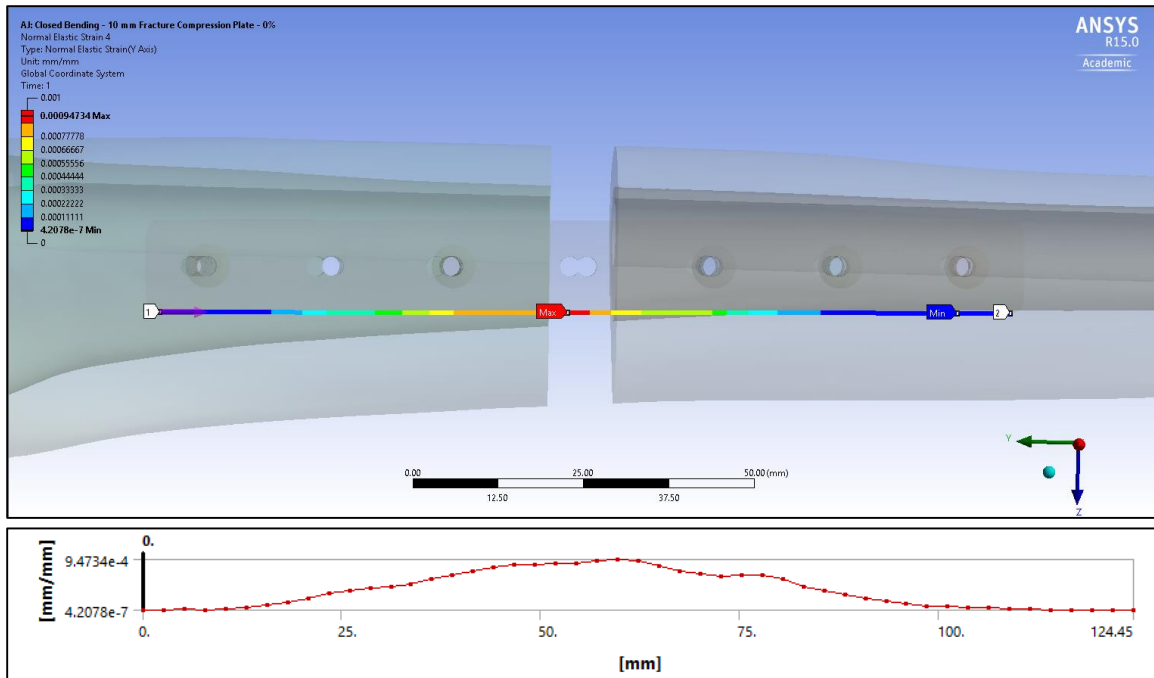 AJ: Closed Bending - 10 mm Fracture Compression Plate - 0%
Normal Elastic Strain 4
Type: Normal Elastic Strain(Y Axis)
Unit: mm/mm
Global Coordinate System
Time: 1
0.001
0.00094734 Max
0.00077778
0.00066667
0.00055556
0.00044444
0.00033333
0.00022222
0.00011111
4.2078e-7 Min
0
ANSYS
R15.0
Academic
1
Max
Min
2
Y
Z
0.00
25.00
50.00 (mm)
12.50
37.50
0.
9.4734e-4
4.2078e-7
[mm/mm]
0.
25.
50.
75.
100.
124.45
[mm]